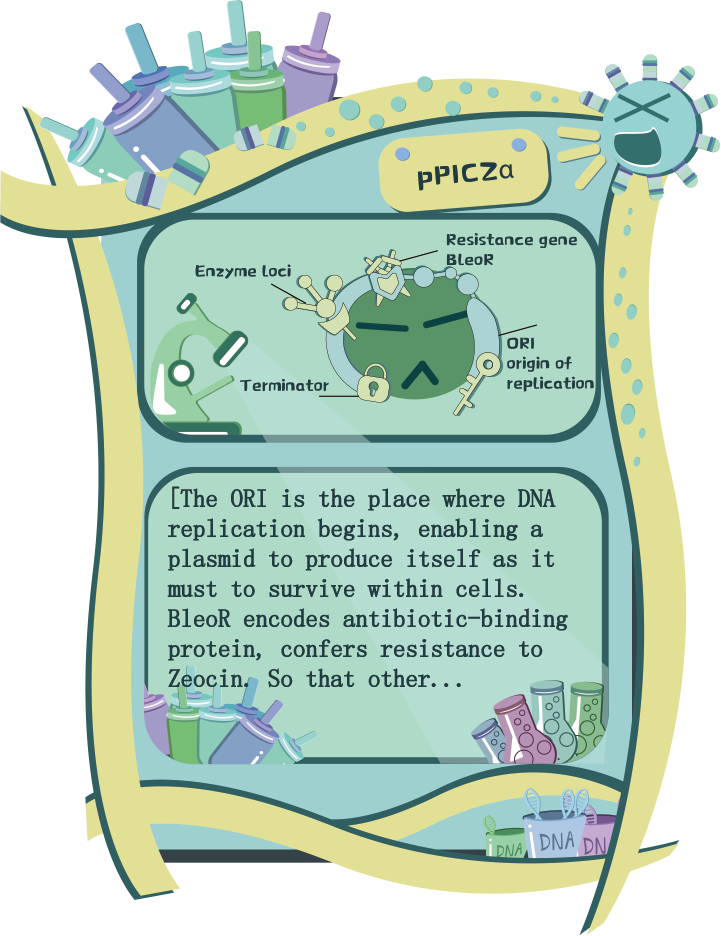 pPICZα
Resistance gene
BleoR
Enzyme loci
ORI
origin of
replication
Terminator
[The ORI is the place where DNA
replication begins, enabling a
plasmid to produce itself as it
must to survive within cells.
BleoR encodes antibiotic-binding
protein, confers resistance to
Zeocin. So that other...
DNA
DNA
DN